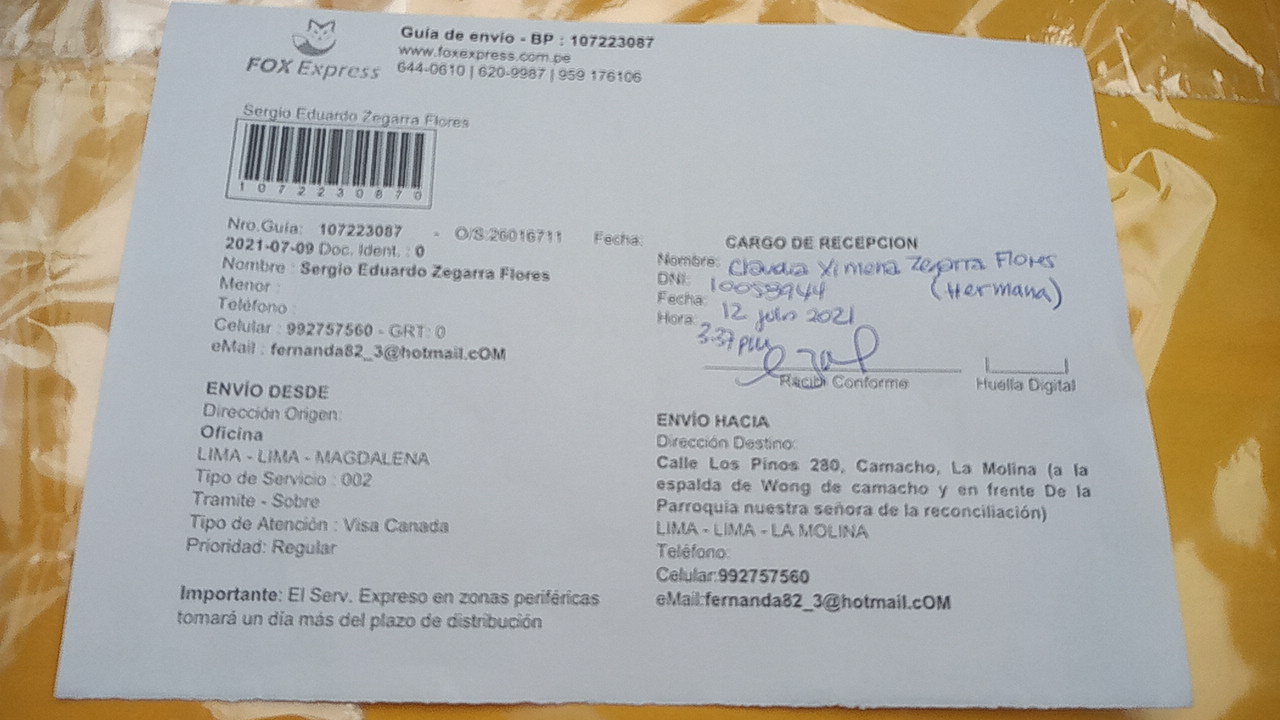 FOX Express
Guía de envío - BP : 107223087
www.foxexpress.com.pe
644-0610 | 620-9987 | 959 176106
Sergio Eduardo Zegarra Flores
1 0 7 2 2 3 0 8 7 0
Nro.Guía: 107223087 - O/S:26016711 Fecha:
2021-07-09 Doc. Ident. : 0
Nombre : Sergio Eduardo Zegarra Flores
Menor :
Teléfono :
Celular : 992757560 - GRT: 0
eMail : fernanda82_3@hotmail.cOM
ENVÍO DESDE
Dirección Origen:
Oficina
LIMA - LIMA - MAGDALENA
Tipo de Servicio : 002
Tramite - Sobre
Tipo de Atención : Visa Canada
Prioridad: Regular
Importante: El Serv. Expreso en zonas periféricas
tomará un día más del plazo de distribución
CARGO DE RECEPCION
Nombre: Claudia Ximena Zegarra Flores
DNI: 10059944 (Hermana)
Fecha: 12 julio 2021
Hora: 3:37 pm
Recibí Conforme
Huella Digital
ENVÍO HACIA
Dirección Destino:
Calle Los Pinos 280, Camacho, La Molina (a la
espalda de Wong de camacho y en frente De la
Parroquia nuestra señora de la reconciliación)
LIMA - LIMA - LA MOLINA
Teléfono:
Celular:992757560
eMail:fernanda82_3@hotmail.cOM